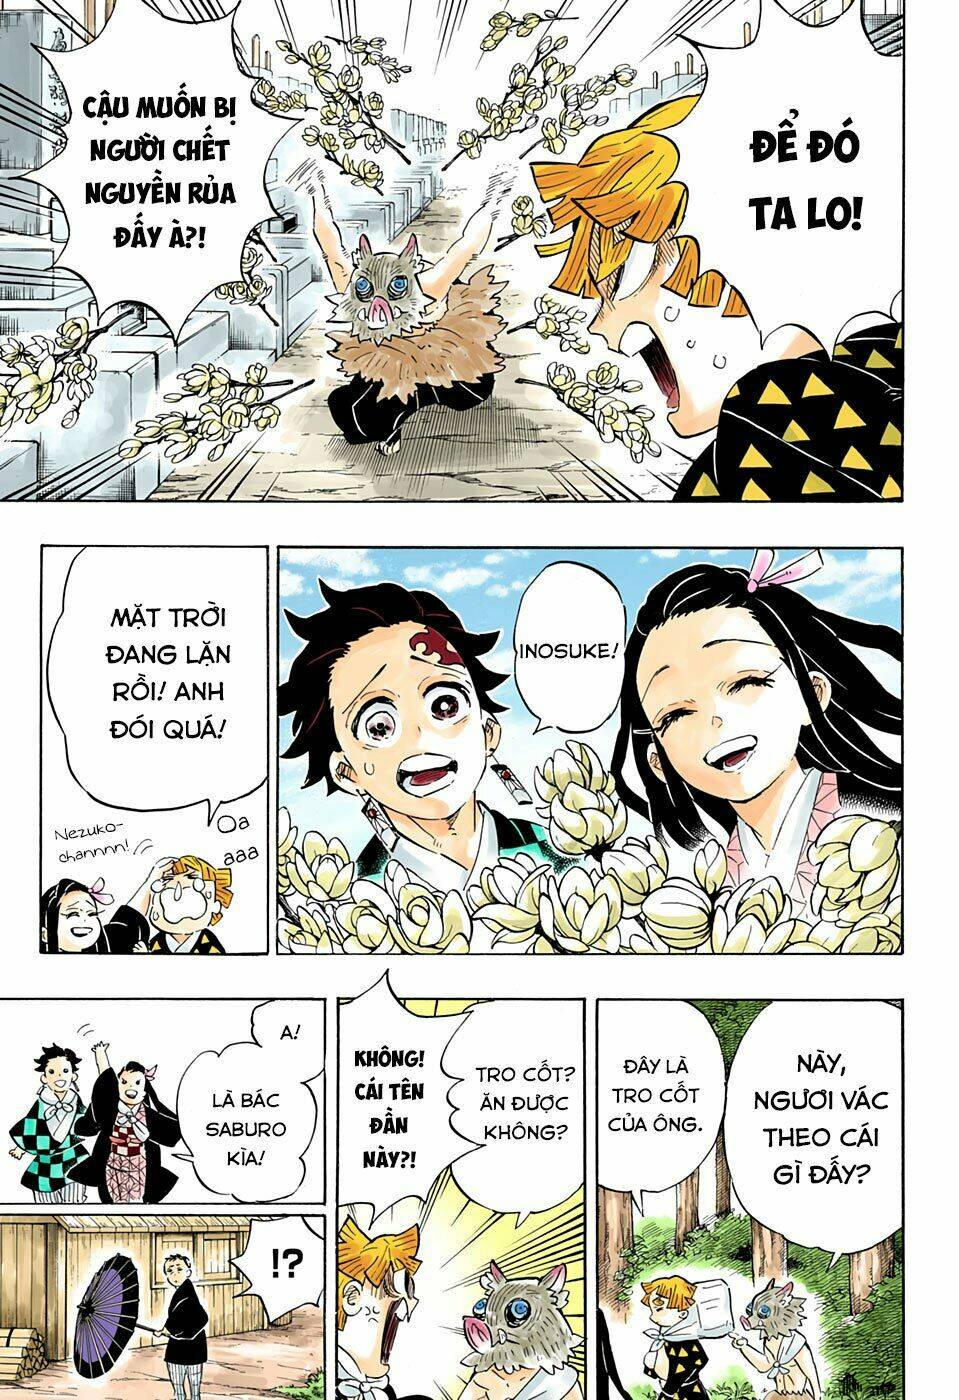 ĐỂ ĐÓ
TA LO!
CẬU MUỐN BỊ
NGƯỜI CHẾT
NGUYỀN RỦA
ĐẤY À?!
INOSUKE!
MẶT TRỜI
ĐANG LẶN
RỒI! ANH
ĐÓI QUÁ!
Oa
aaa
Nezuko-
channnn!
NÀY,
NGƯƠI VÁC
THEO CÁI
GÌ ĐẤY?
ĐÂY LÀ
TRO CỐT
CỦA ÔNG.
TRO CỐT?
ĂN ĐƯỢC
KHÔNG?
KHÔNG!
CÁI TÊN
ĐẦN
NÀY?!
A!
LÀ BÁC
SABURO
KÌA!
!?